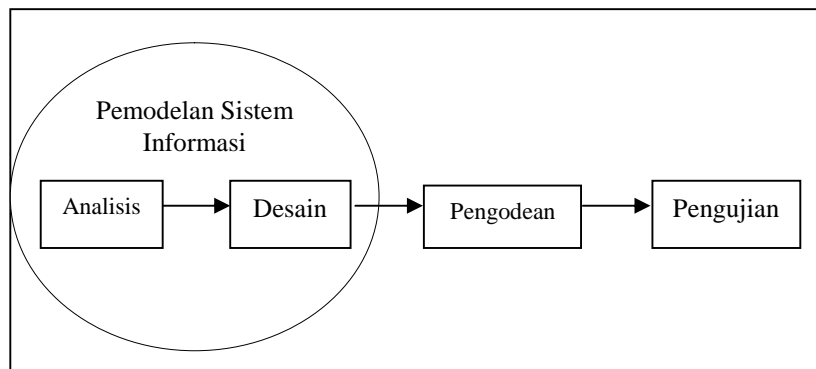 Pemodelan Sistem
Informasi
Analisis
Desain
Pengodean
Pengujian